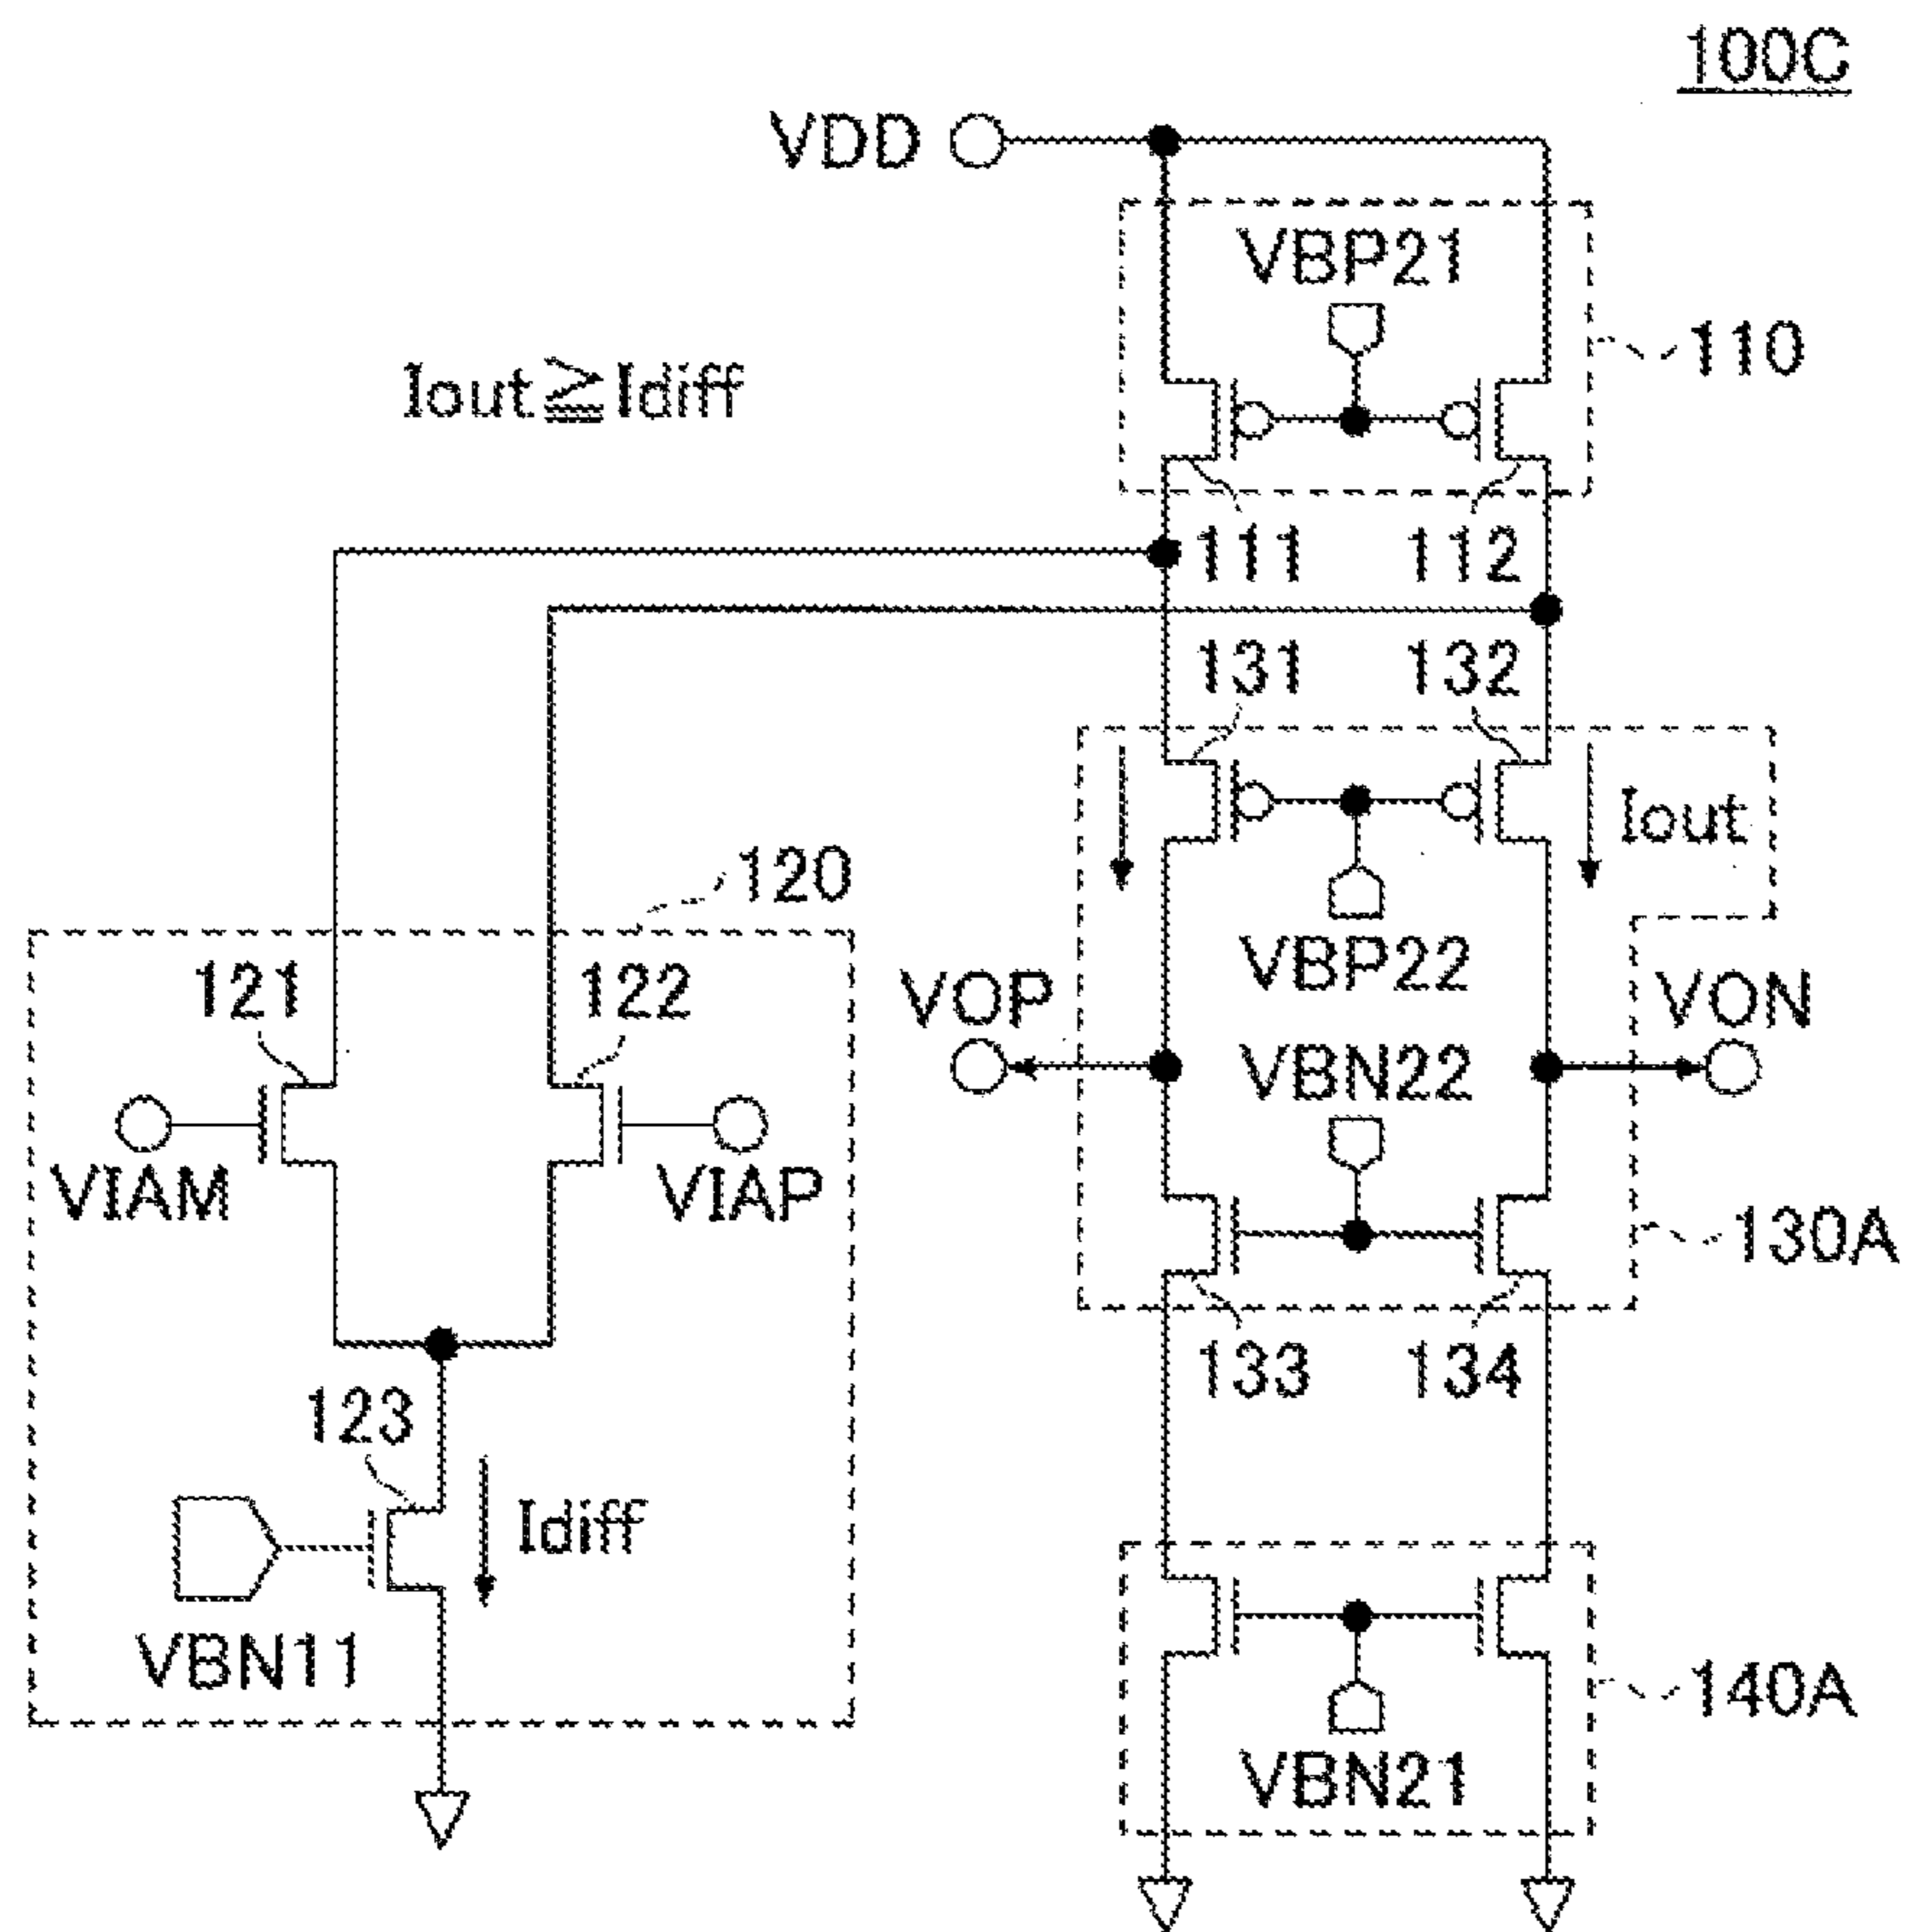 100C
VDD
VBP21
110
Iout≧Idiff
111
112
131
132
Iout
120
VBP22
121
122
VOP
VON
VBN22
VIAM
VIAP
130A
133
134
123
Idiff
VBN11
140A
VBN21